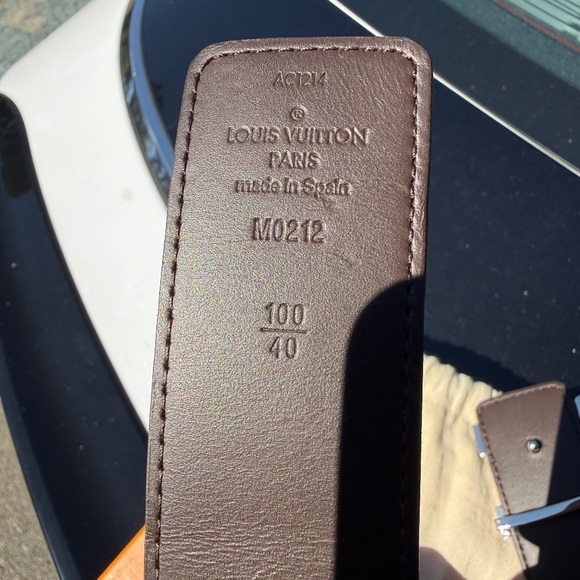 AC1214
®
LOUIS VUITTON
PARIS
made in Spain
M0212
100
40